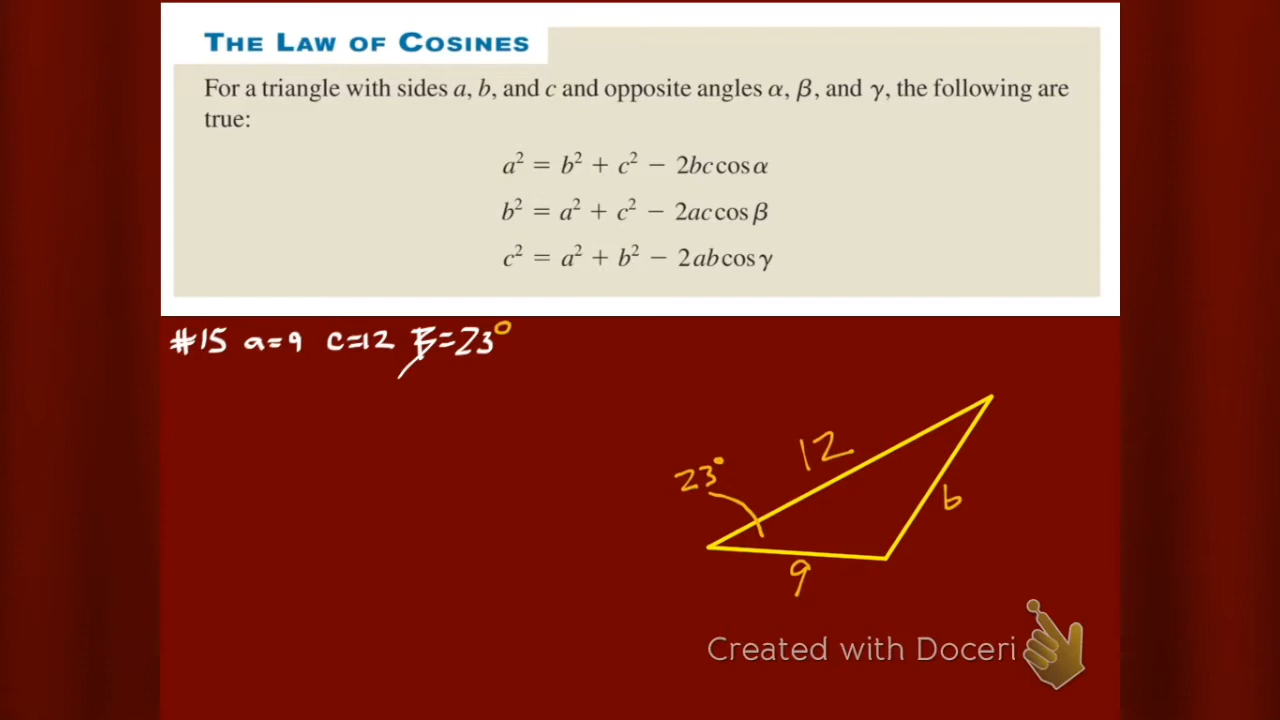 THE LAW OF COSINES
For a triangle with sides a, b, and c and opposite angles α, β, and γ, the following are
true:
a² = b² + c² − 2bc cos α
b² = a² + c² − 2ac cos β
c² = a² + b² − 2ab cos γ
#15 a=9 c=12 β=23°
12
23°
b
9
Created with Doceri